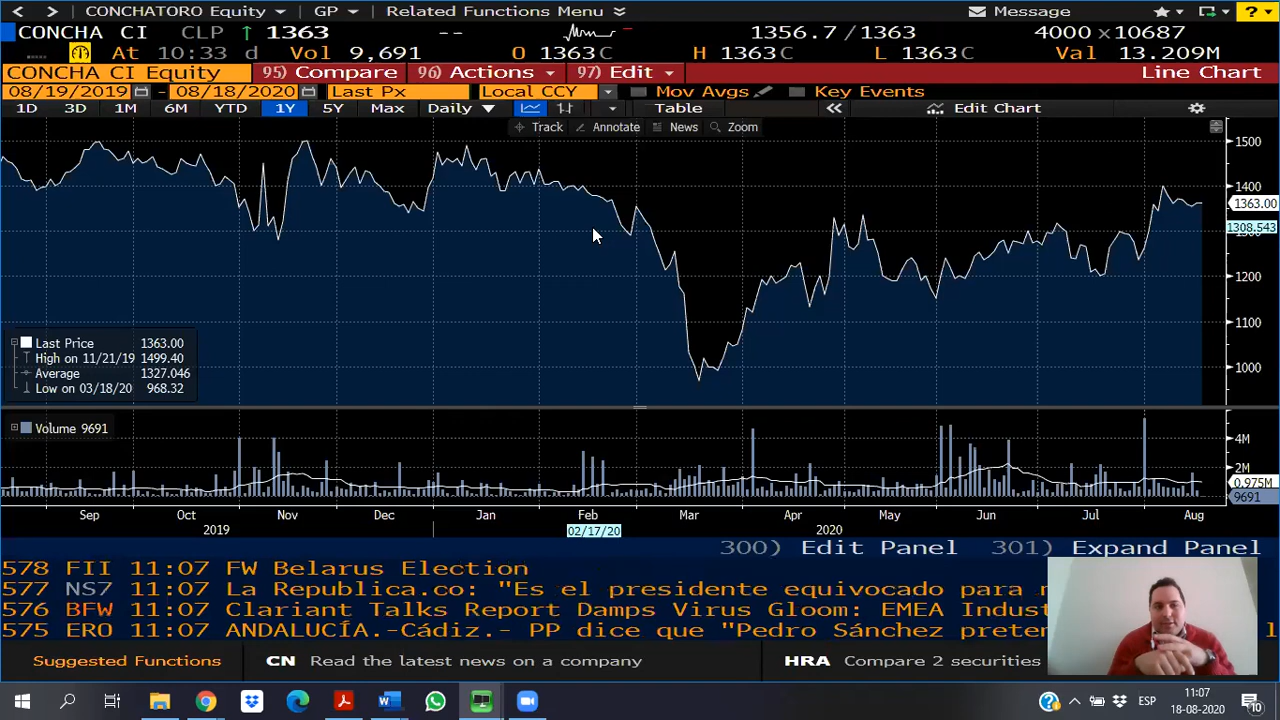 CONCHATORO Equity GP Related Functions Menu Message ?
CONCHA CI CLP ↑ 1363 -- 1356.7/1363 4000x10687
At 10:33 d Vol 9,691 O 1363C H 1363C L 1363C Val 13.209M
CONCHA CI Equity 95) Compare 96) Actions 97) Edit Line Chart
08/19/2019 - 08/18/2020 Last Px Local CCY Mov Avgs Key Events
1D 3D 1M 6M YTD 1Y 5Y Max Daily Table « Edit Chart
Track Annotate News Zoom
1500
1400
1363.00
1308.543
1200
1100
1000
Last Price 1363.00
High on 11/21/19 1499.40
Average 1327.046
Low on 03/18/20 968.32
Volume 9691
4M
2M
0.975M
9691
Sep Oct Nov Dec Jan Feb Mar Apr May Jun Jul Aug
2019 02/17/20 2020
300) Edit Panel 301) Expand Panel
578 FII 11:07 FW Belarus Election
577 NS7 11:07 La Republica.co: "Es el presidente equivocado para
576 BFW 11:07 Clariant Talks Report Damps Virus Gloom: EMEA Indust
575 ERO 11:07 ANDALUCÍA.-Cádiz.- PP dice que "Pedro Sánchez prete
Suggested Functions CN Read the latest news on a company HRA Compare 2 securities
ESP 11:07
18-08-2020
10